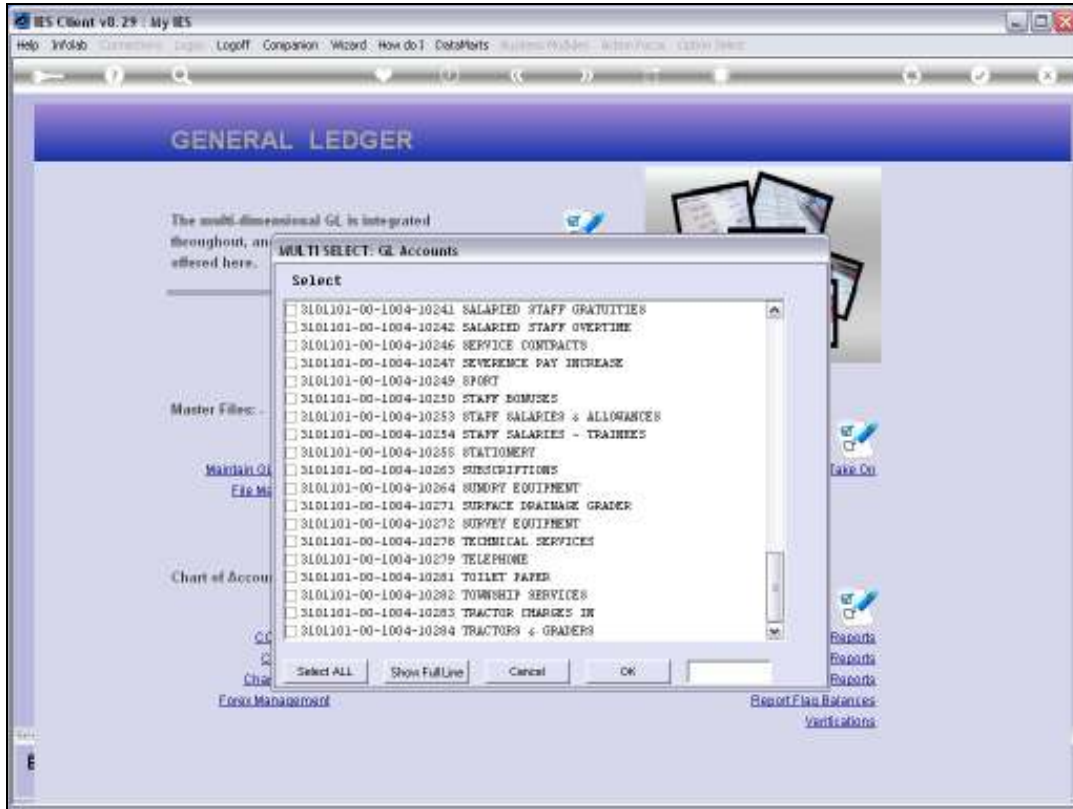 IES Client v8.29 : My IES
Help Infolab Logoff Companion Wizard How do I DataMarts
GENERAL LEDGER
The multi-dimensional GL is integrated
throughout, an
offered here.
MULTI SELECT: GL Accounts
Select
3101101-00-1004-10241 SALARIED STAFF GRATUITIES
3101101-00-1004-10242 SALARIED STAFF OVERTIME
3101101-00-1004-10246 SERVICE CONTRACTS
3101101-00-1004-10247 SEVERENCE PAY INCREASE
3101101-00-1004-10249 SPORT
3101101-00-1004-10250 STAFF BONUSES
3101101-00-1004-10253 STAFF SALARIES & ALLOWANCES
3101101-00-1004-10254 STAFF SALARIES - TRAINEES
3101101-00-1004-10255 STATIONERY
3101101-00-1004-10263 SUBSCRIPTIONS
3101101-00-1004-10264 SUNDRY EQUIPMENT
3101101-00-1004-10271 SURFACE DRAINAGE GRADER
3101101-00-1004-10272 SURVEY EQUIPMENT
3101101-00-1004-10278 TECHNICAL SERVICES
3101101-00-1004-10279 TELEPHONE
3101101-00-1004-10281 TOILET PAPER
3101101-00-1004-10282 TOWNSHIP SERVICES
3101101-00-1004-10283 TRACTOR CHARGES IN
3101101-00-1004-10284 TRACTORS & GRADERS
Select ALL Show Full Line Cancel OK
Master Files:
Maintain GL
File Ma
Take On
Chart of Accou
Reports
Reports
Char
Reports
Forex Management
Report Flag Balances
Verifications